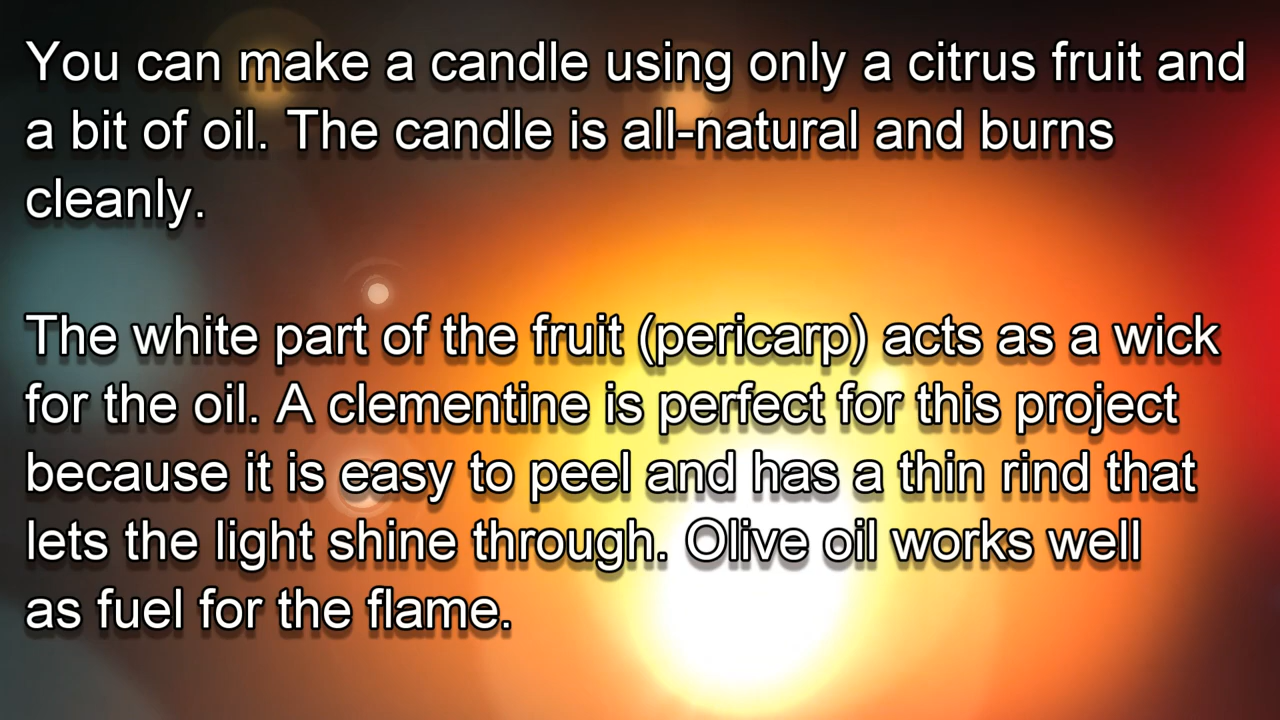 You can make a candle using only a citrus fruit and
a bit of oil. The candle is all-natural and burns
cleanly.
The white part of the fruit (pericarp) acts as a wick
for the oil. A clementine is perfect for this project
because it is easy to peel and has a thin rind that
lets the light shine through. Olive oil works well
as fuel for the flame.